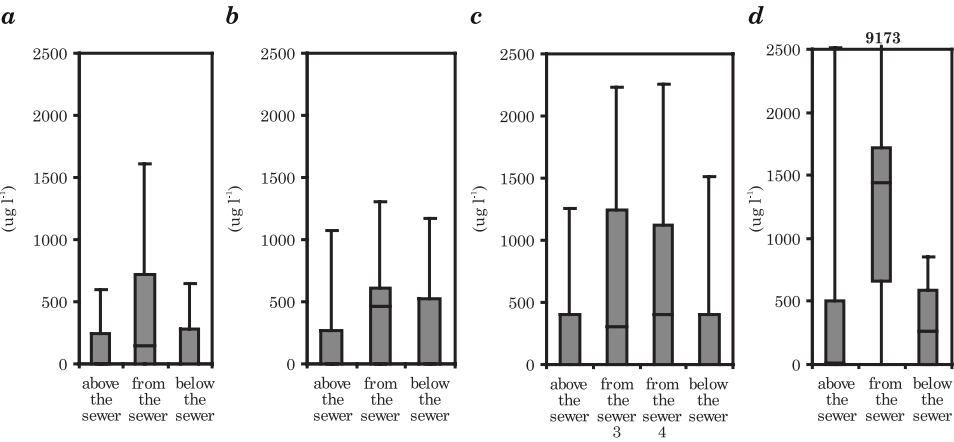 a
(ug l-1)
2500
2000
1500
1000
500
0
above the sewer
from the sewer
below the sewer
b
(ug l-1)
2500
2000
1500
1000
500
0
above the sewer
from the sewer
below the sewer
c
(ug l-1)
2500
2000
1500
1000
500
0
above the sewer
from the sewer 3
from the sewer 4
below the sewer
d
9173
(ug l-1)
2500
2000
1500
1000
500
0
above the sewer
from the sewer
below the sewer